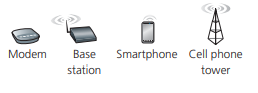 Modem
Base
station
Smartphone
Cell phone
tower